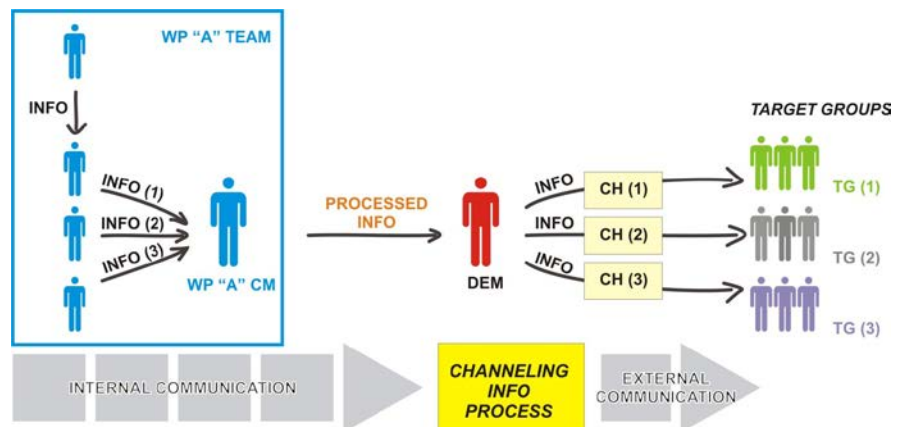 WP “A” TEAM
INFO
INFO (1)
INFO (2)
INFO (3)
WP “A” CM
PROCESSED
INFO
DEM
INFO
INFO
INFO
CH (1)
CH (2)
CH (3)
TARGET GROUPS
TG (1)
TG (2)
TG (3)
INTERNAL COMMUNICATION
CHANNELING
INFO
PROCESS
EXTERNAL
COMMUNICATION